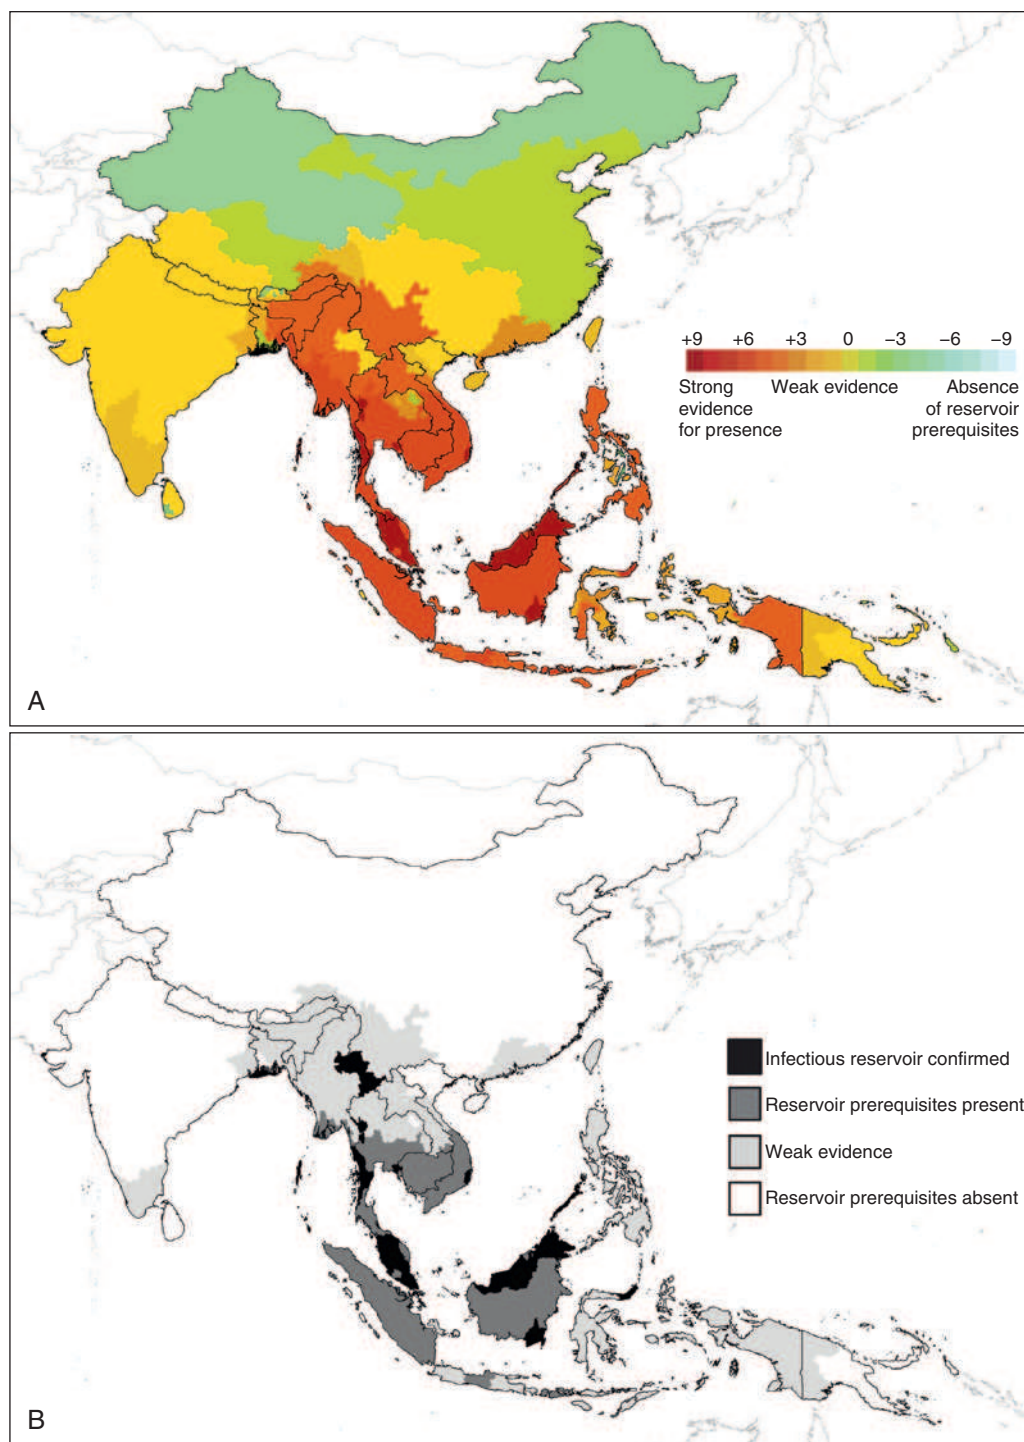 +9 +6 +3 0 −3 −6 −9
Strong evidence for presence
Weak evidence
Absence of reservoir prerequisites
A
Infectious reservoir confirmed
Reservoir prerequisites present
Weak evidence
Reservoir prerequisites absent
B